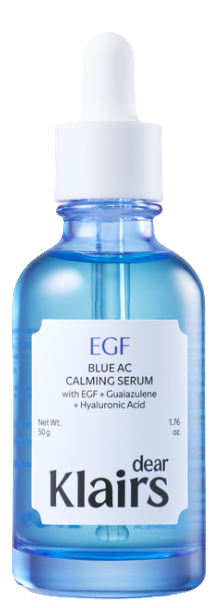 EGF
BLUE AC
CALMING SERUM
with EGF + Guaiazulene
+ Hyaluronic Acid
Net Wt. 1.76
50g oz.
dear
Klairs